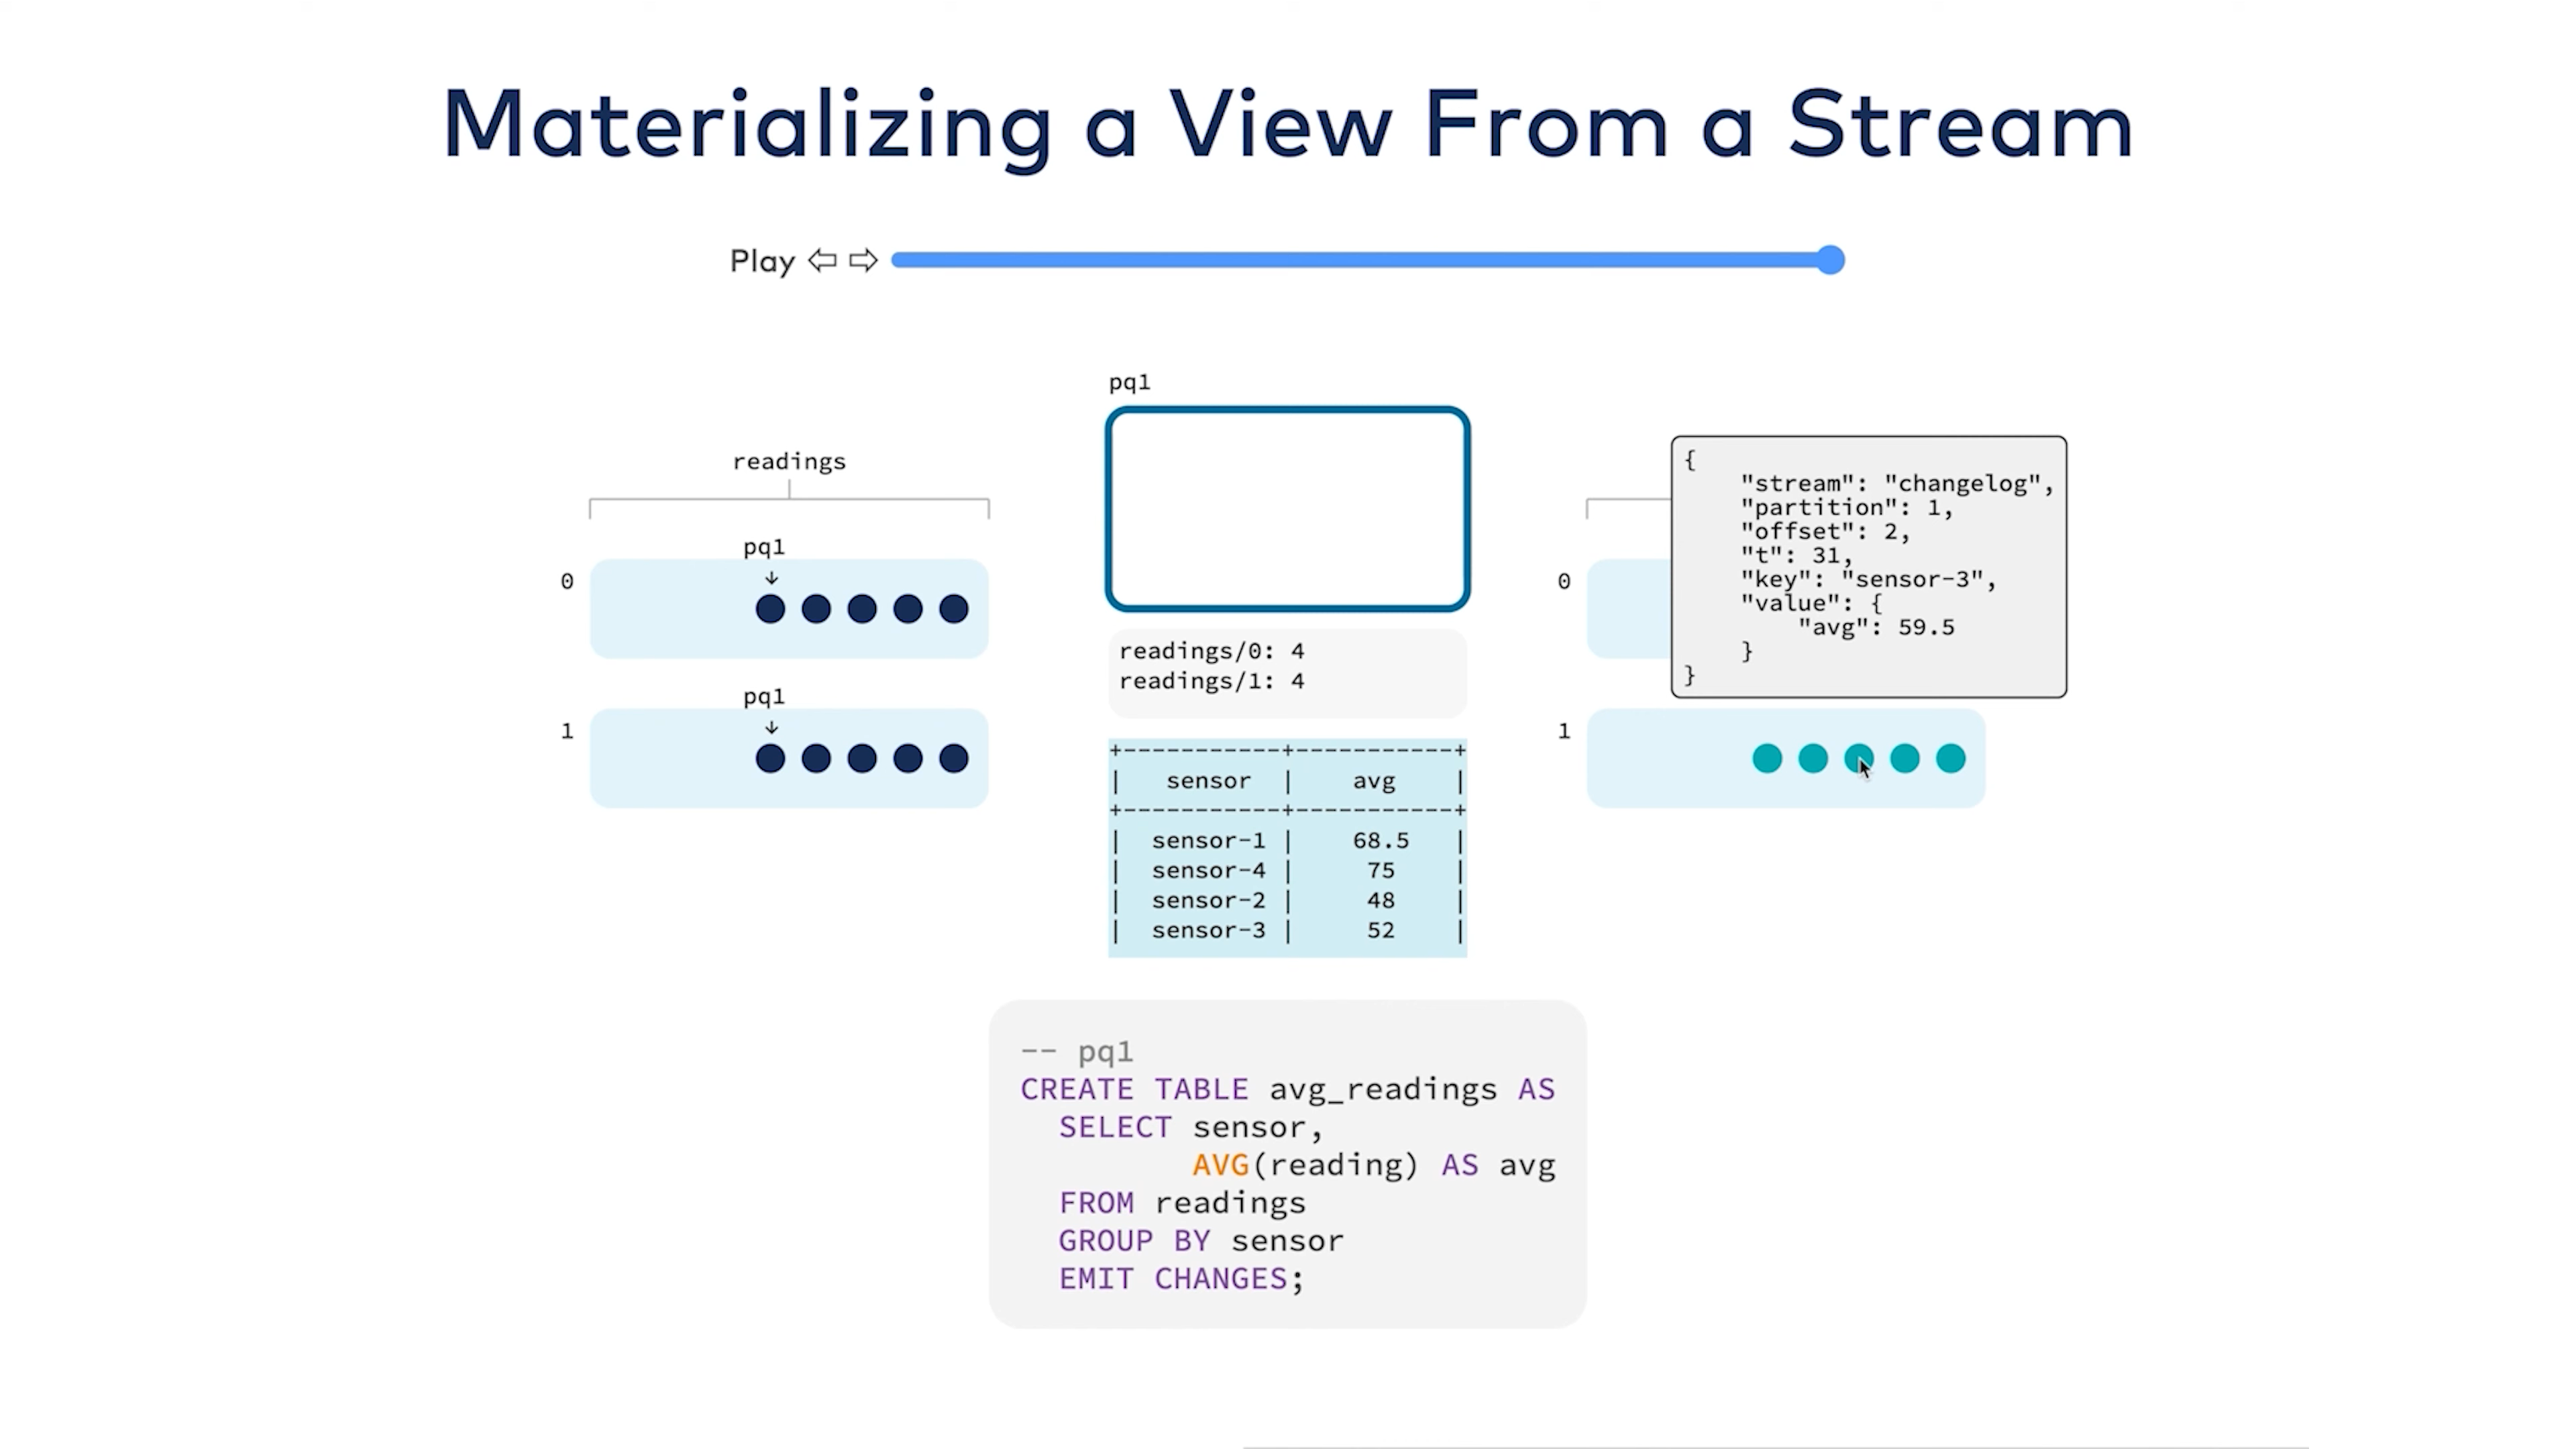 Materializing a View From a Stream
Play ⇦ ⇨
readings
pq1
0
pq1
1
pq1
readings/0: 4
readings/1: 4
+------------+------------+
| sensor | avg |
+------------+------------+
| sensor-1 | 68.5 |
| sensor-4 | 75 |
| sensor-2 | 48 |
| sensor-3 | 52 |
0
{
"stream": "changelog",
"partition": 1,
"offset": 2,
"t": 31,
"key": "sensor-3",
"value": {
"avg": 59.5
}
}
1
-- pq1
CREATE TABLE avg_readings AS
SELECT sensor,
AVG(reading) AS avg
FROM readings
GROUP BY sensor
EMIT CHANGES;